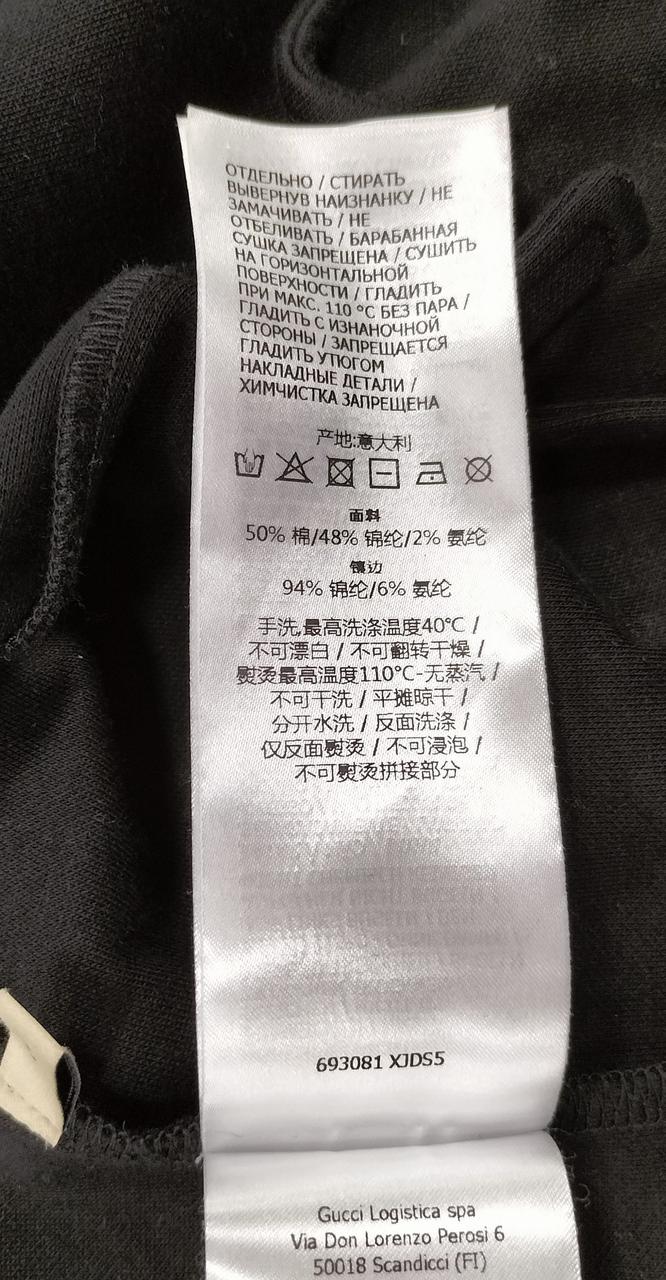 ОТДЕЛЬНО / СТИРАТЬ
ВЫВЕРНУВ НАИЗНАНКУ / НЕ
ЗАМАЧИВАТЬ / НЕ
ОТБЕЛИВАТЬ / БАРАБАННАЯ
СУШКА ЗАПРЕЩЕНА / СУШИТЬ
НА ГОРИЗОНТАЛЬНОЙ
ПОВЕРХНОСТИ / ГЛАДИТЬ
ПРИ МАКС. 110 °C БЕЗ ПАРА /
ГЛАДИТЬ С ИЗНАНОЧНОЙ
СТОРОНЫ / ЗАПРЕЩАЕТСЯ
ГЛАДИТЬ УТЮГОМ
НАКЛАДНЫЕ ДЕТАЛИ /
ХИМЧИСТКА ЗАПРЕЩЕНА
产地:意大利
面料
50% 棉/48% 锦纶/2% 氨纶
镶边
94% 锦纶/6% 氨纶
手洗,最高洗涤温度40°C /
不可漂白 / 不可翻转干燥 /
熨烫最高温度110°C-无蒸汽 /
不可干洗 / 平摊晾干 /
分开水洗 / 反面洗涤 /
仅反面熨烫 / 不可浸泡 /
不可熨烫拼接部分
693081 XJDS5
Gucci Logistica spa
Via Don Lorenzo Perosi 6
50018 Scandicci (FI)